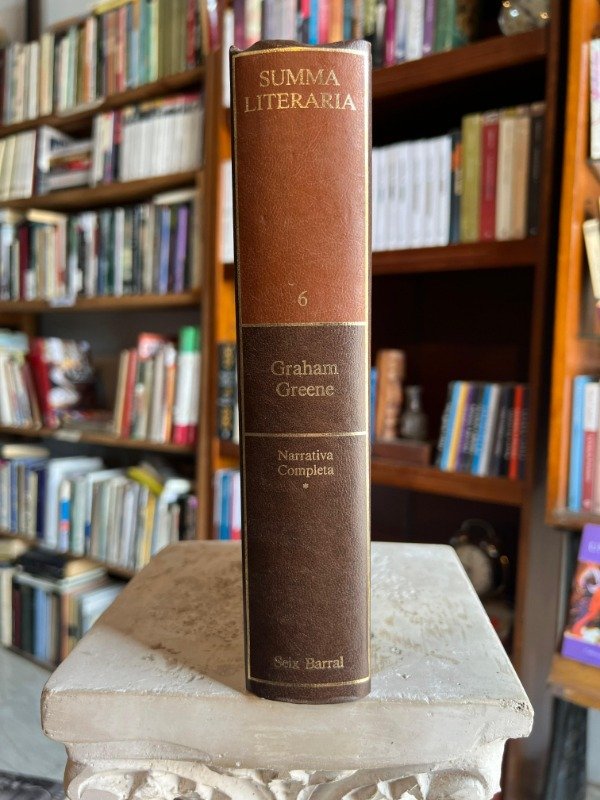 SUMMA
LITERARIA
6
Graham
Greene
Narrativa
Completa
*
Seix Barral